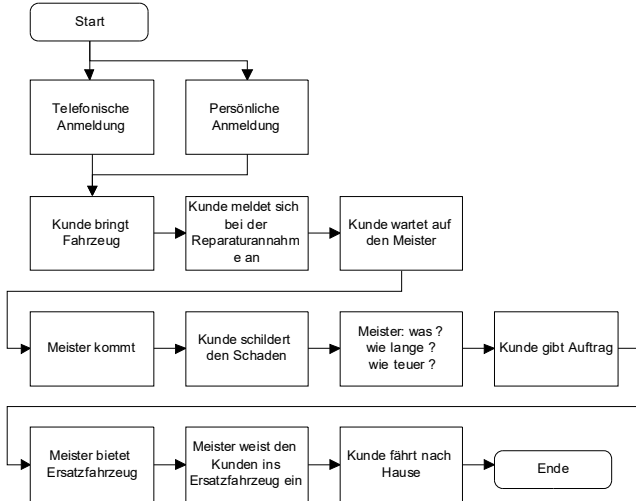 Start
Telefonische
Anmeldung
Persönliche
Anmeldung
Kunde bringt
Fahrzeug
Kunde meldet sich
bei der
Reparaturannahm
e an
Kunde wartet auf
den Meister
Meister kommt
Kunde schildert
den Schaden
Meister: was ?
wie lange ?
wie teuer ?
Kunde gibt Auftrag
Meister bietet
Ersatzfahrzeug
Meister weist den
Kunden ins
Ersatzfahrzeug ein
Kunde fährt nach
Hause
Ende